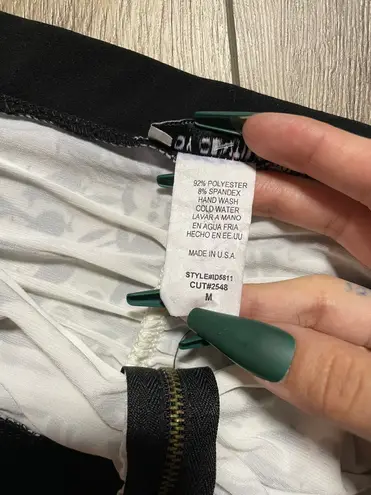 92% POLYESTER
8% SPANDEX
HAND WASH
COLD WATER
LAVAR A MANO
EN AGUA FRIA
HECHO EN EE.UU
MADE IN U.S.A.
STYLE#ID5811
CUT#2548
M